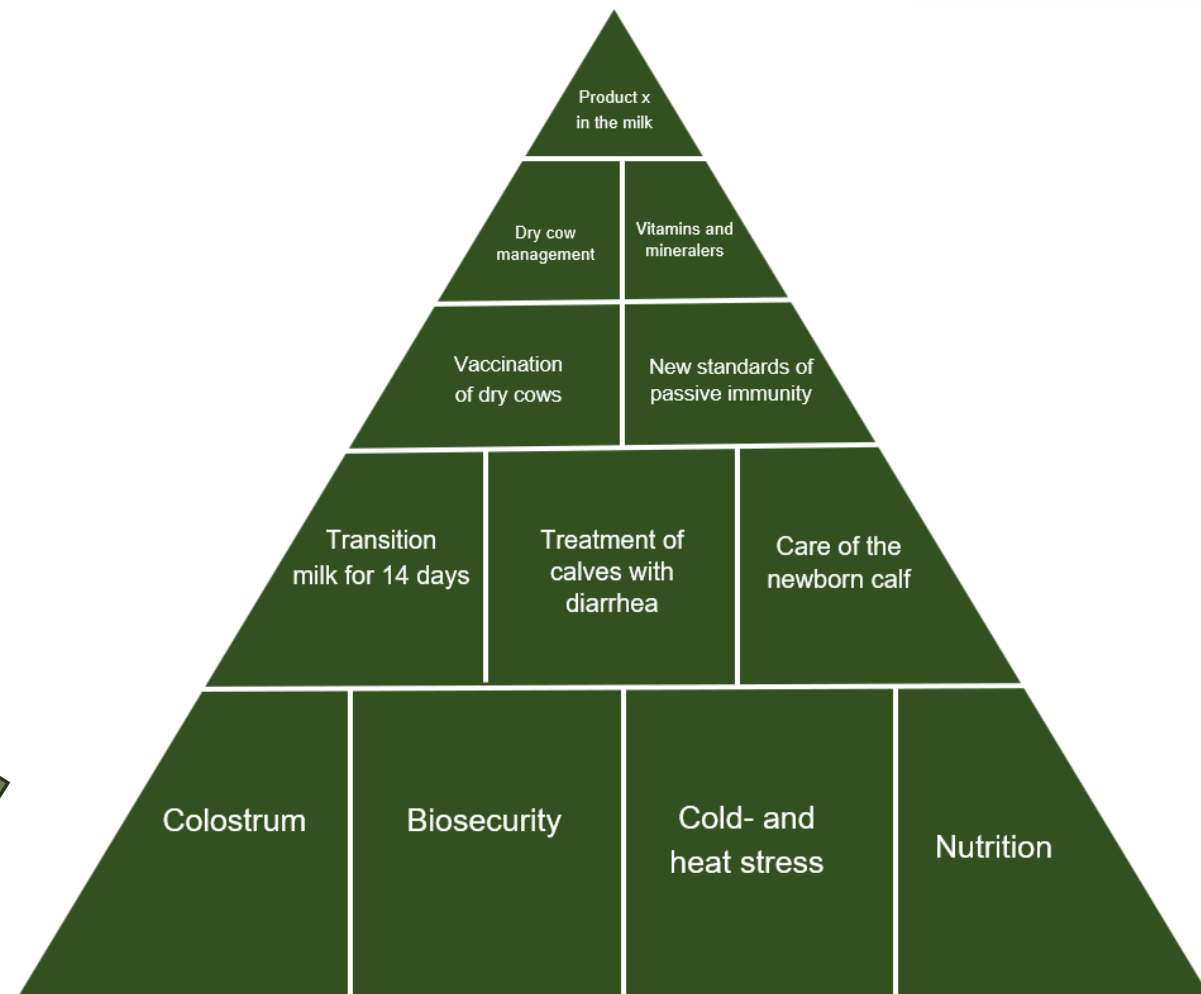 Product x
in the milk
Dry cow
management
Vitamins and
mineralers
Vaccination
of dry cows
New standards of
passive immunity
Transition
milk for 14 days
Treatment of
calves with
diarrhea
Care of the
newborn calf
Colostrum
Biosecurity
Cold- and
heat stress
Nutrition